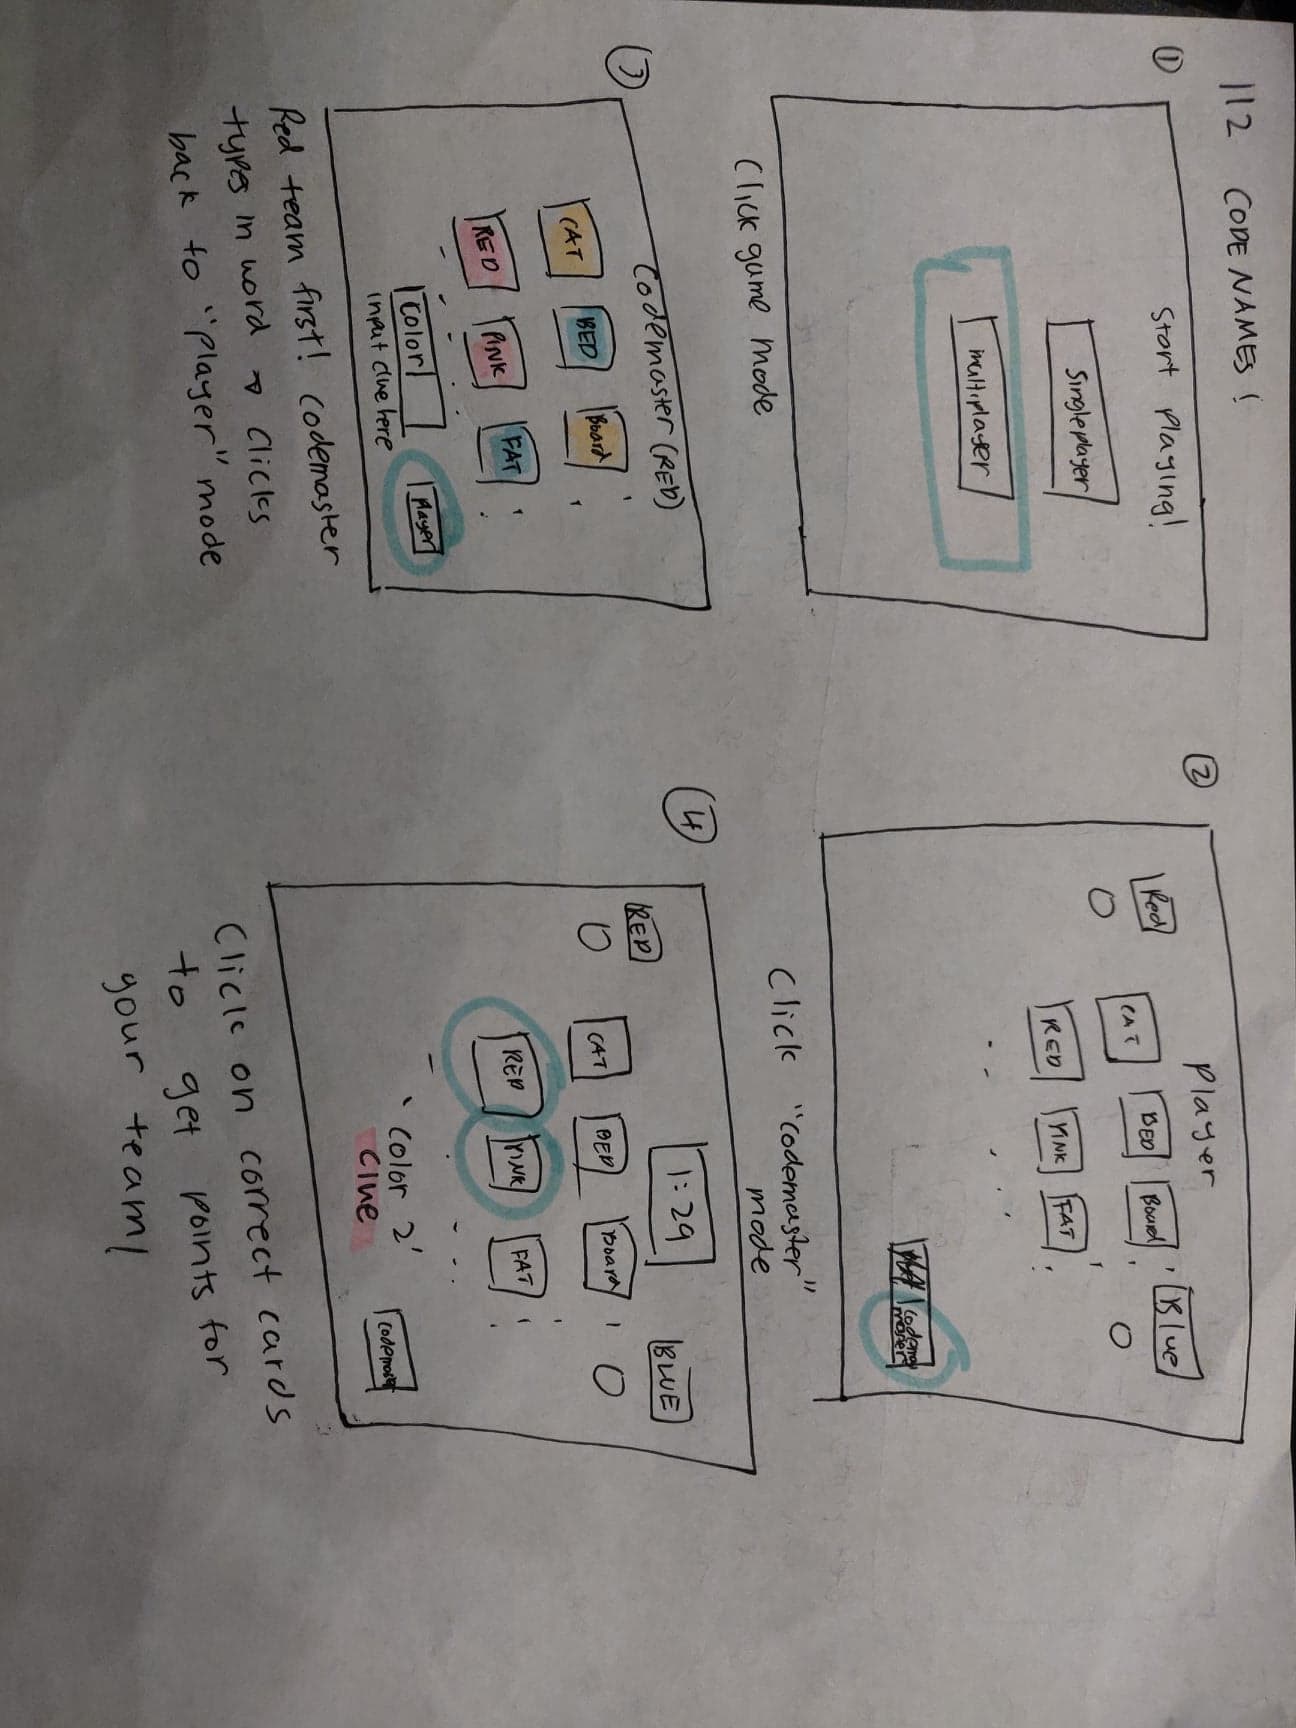 112 CODE NAMES!
①
Start Playing!
Singleplayer
multiplayer
Click game mode
②
Player
Red
0
Blue
0
CAT
BED
Board
RED
PINK
FAT
Click "codemaster"
mode
③
Codemaster (RED)
CAT
BED
Board
RED
PINK
FAT
Color
input clue here
Player
Red team first! Codemaster
types in word → clicks
back to "player" mode
④
RED
0
1:29
BLUE
0
CAT
BED
Board
RED
PINK
FAT
'Color 2'
Clue
Codemaster
Click on correct cards
to get points for
your team!